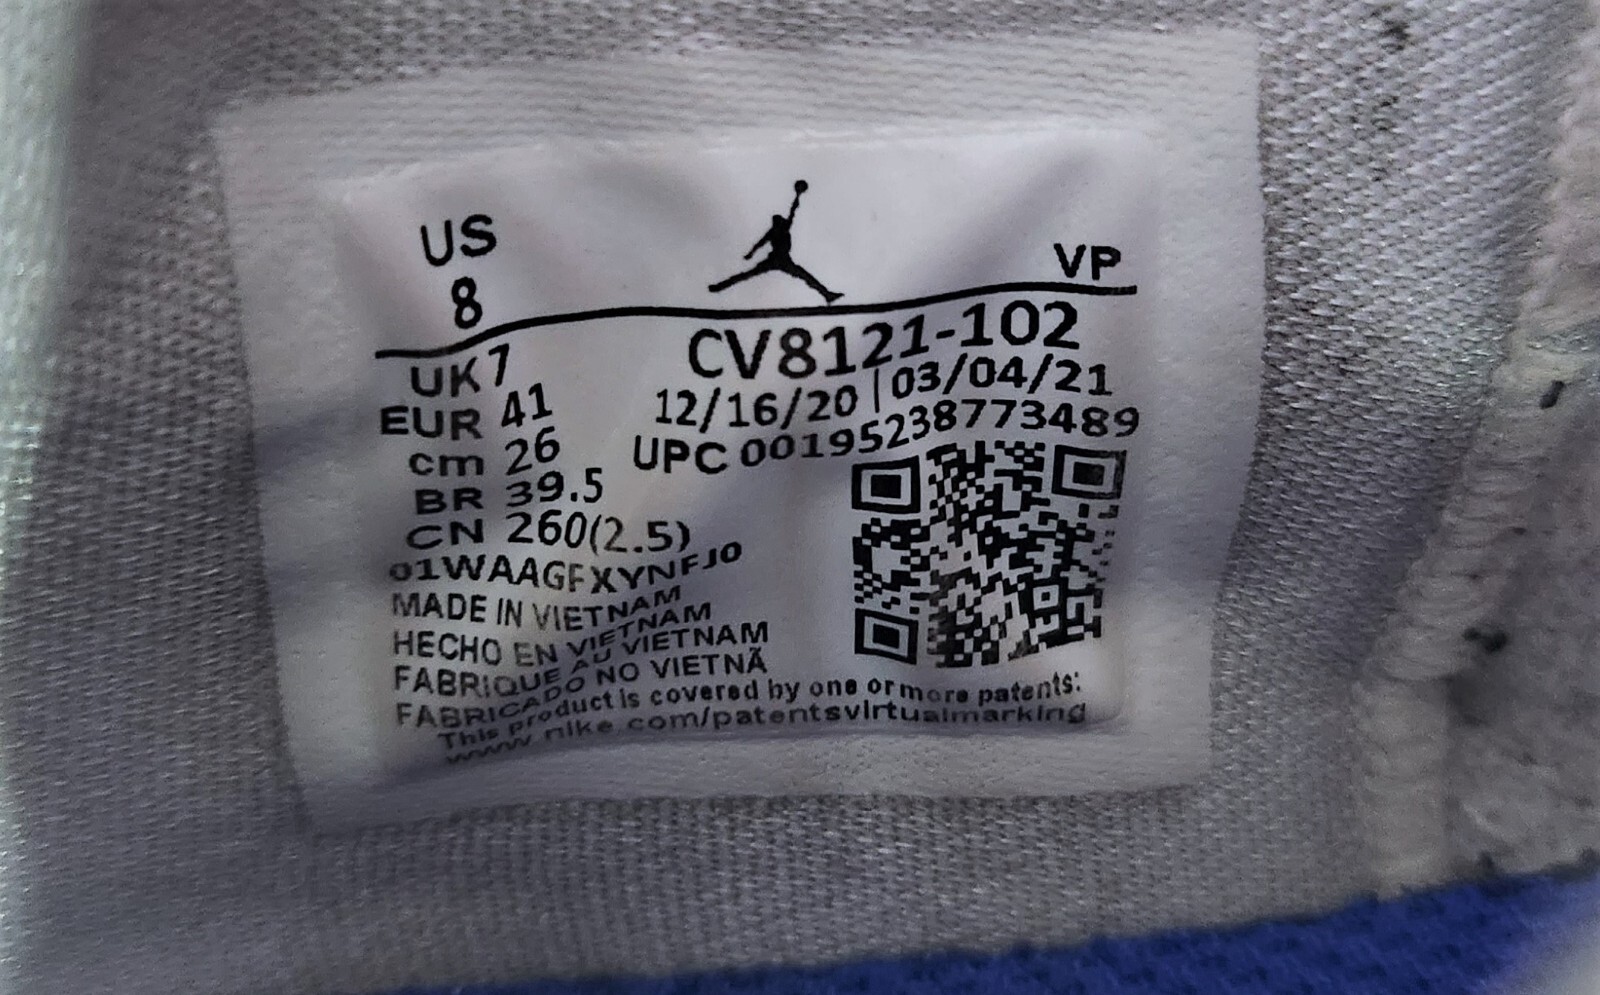 US
8
VP
UK 7
EUR 41
cm 26
BR 39.5
CN 260(2.5)
CV8121-102
12/16/20 | 03/04/21
UPC 00195238773489
01WAAGFXYNFJ0
MADE IN VIETNAM
HECHO EN VIETNAM
FABRIQUE AU VIETNAM
FABRICADO NO VIETNÃ
This product is covered by one or more patents:
www.nike.com/patentsvirtualmarking